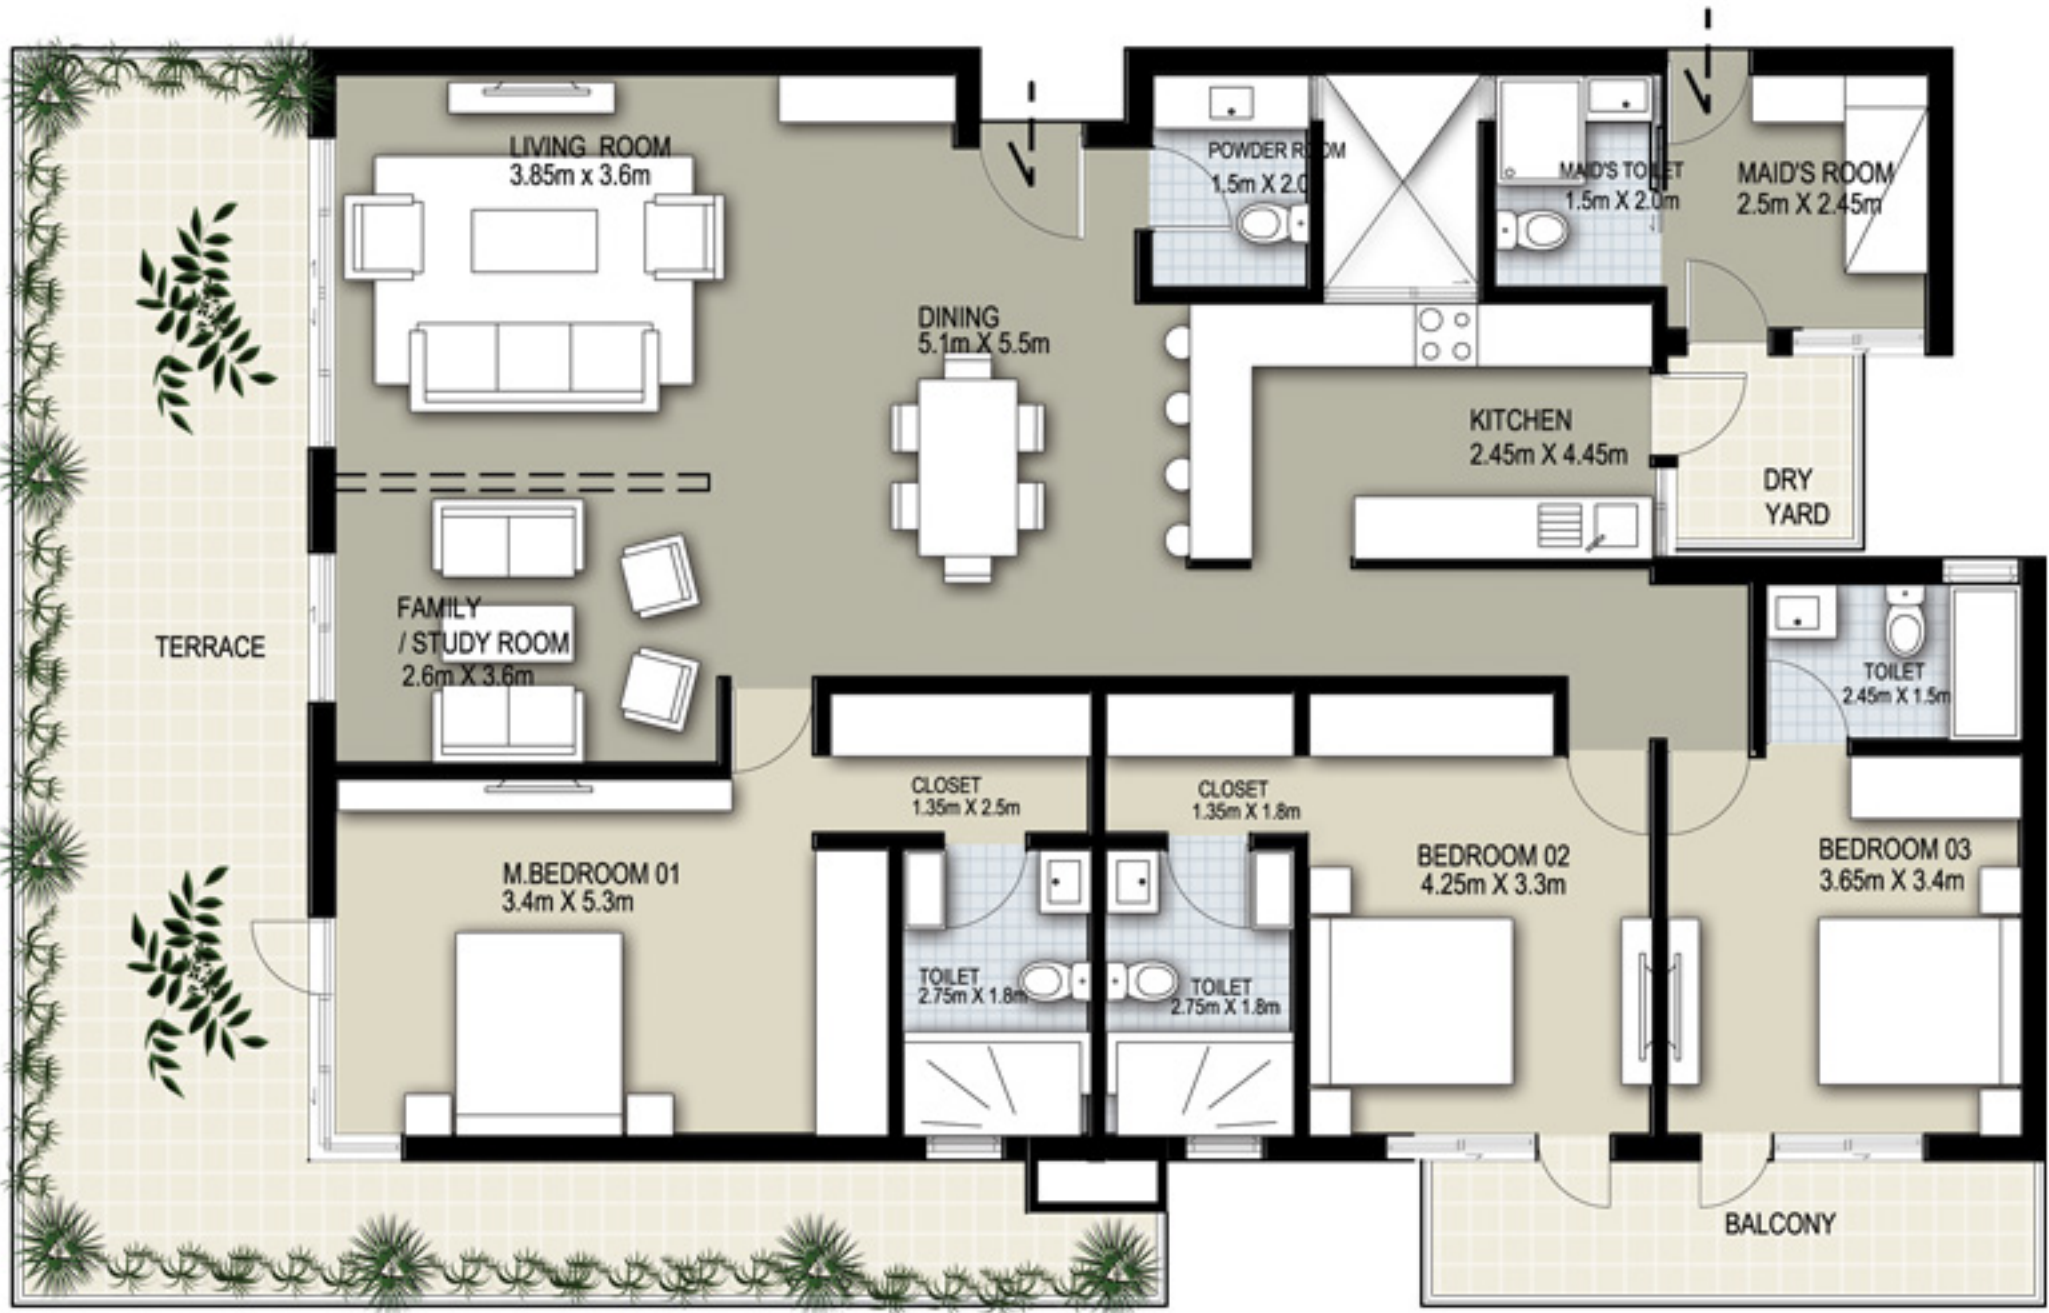 LIVING ROOM
3.85m x 3.6m
POWDER ROOM
1.5m X 2.0
MAID'S TOILET
1.5m X 2.0m
MAID'S ROOM
2.5m X 2.45m
DINING
5.1m X 5.5m
KITCHEN
2.45m X 4.45m
DRY
YARD
TERRACE
FAMILY
/ STUDY ROOM
2.6m X 3.6m
TOILET
2.45m X 1.5m
CLOSET
1.35m X 2.5m
CLOSET
1.35m X 1.8m
M.BEDROOM 01
3.4m X 5.3m
BEDROOM 02
4.25m X 3.3m
BEDROOM 03
3.65m X 3.4m
TOILET
2.75m X 1.8m
TOILET
2.75m X 1.8m
BALCONY